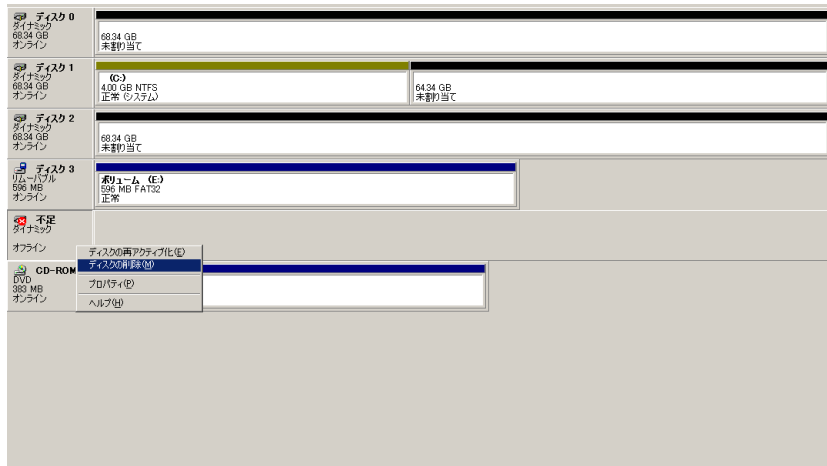 ディスク 0
ダイナミック
68.34 GB
オンライン
68.34 GB
未割り当て
ディスク 1
ダイナミック
68.34 GB
オンライン
(C:)
4.00 GB NTFS
正常 (システム)
64.34 GB
未割り当て
ディスク 2
ダイナミック
68.34 GB
オンライン
68.34 GB
未割り当て
ディスク 3
リムーバブル
596 MB
オンライン
ボリューム (E:)
596 MB FAT32
正常
不足
ダイナミック
オフライン
ディスクの再アクティブ化(E)
ディスクの削除(M)
プロパティ(P)
ヘルプ(H)
CD-ROM
DVD
383 MB
オンライン